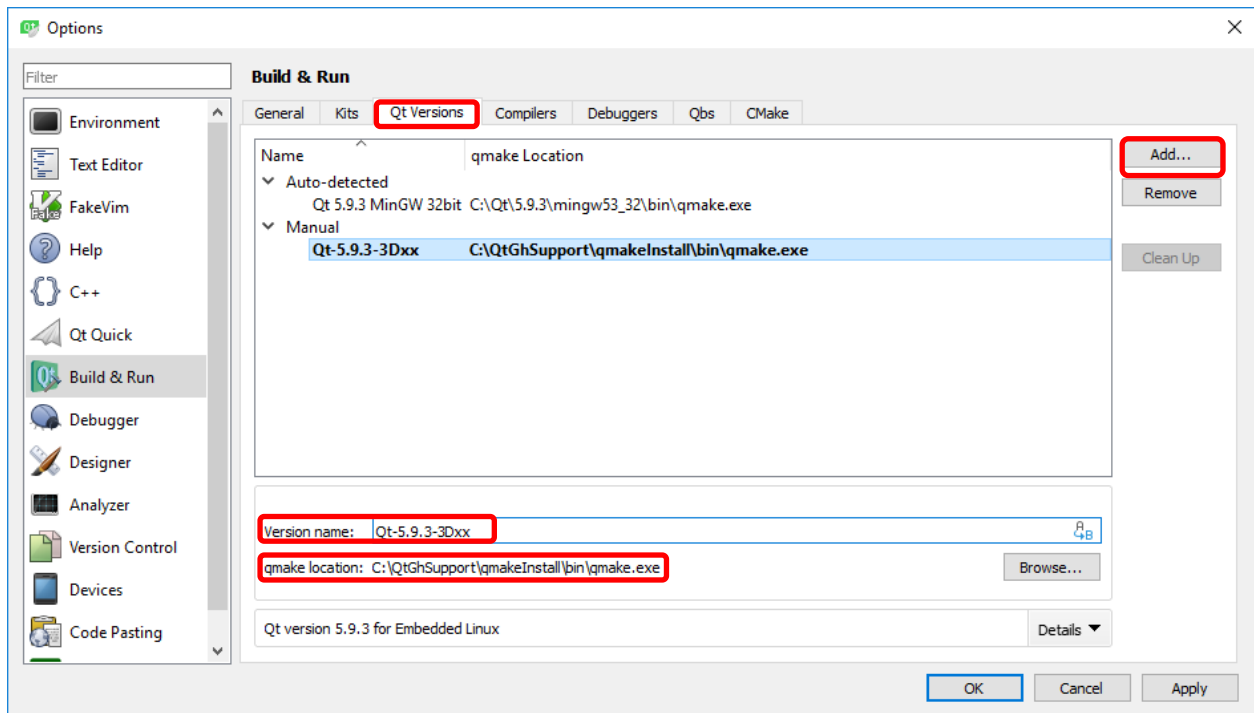 Options
Filter
Build & Run
Environment
Text Editor
FakeVim
Help
C++
Qt Quick
Build & Run
Debugger
Designer
Analyzer
Version Control
Devices
Code Pasting
General Kits Qt Versions Compilers Debuggers Qbs CMake
Name qmake Location
Auto-detected
Qt 5.9.3 MinGW 32bit C:\Qt\5.9.3\mingw53_32\bin\qmake.exe
Manual
Qt-5.9.3-3Dxx C:\QtGhSupport\qmakeInstall\bin\qmake.exe
Add...
Remove
Clean Up
Version name: Qt-5.9.3-3Dxx
qmake location: C:\QtGhSupport\qmakeInstall\bin\qmake.exe
Browse...
Qt version 5.9.3 for Embedded Linux
Details
OK Cancel Apply